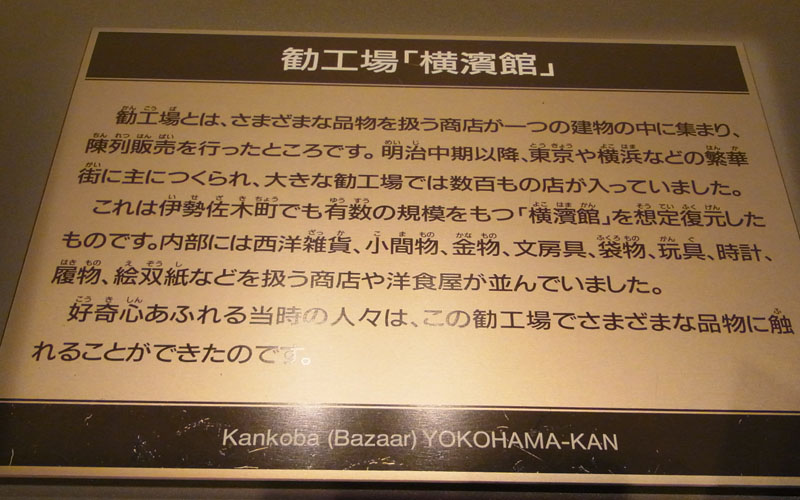 勧工場「横濱館」
勧工場とは、さまざまな品物を扱う商店が一つの建物の中に集まり、
陳列販売を行ったところです。明治中期以降、東京や横浜などの繁華
街に主につくられ、大きな勧工場では数百もの店が入っていました。
これは伊勢佐木町でも有数の規模をもつ「横濱館」を想定復元した
ものです。内部には西洋雑貨、小間物、金物、文房具、袋物、玩具、時計、
履物、絵双紙などを扱う商店や洋食屋が並んでいました。
好奇心あふれる当時の人々は、この勧工場でさまざまな品物に触
れることができたのです。
Kankoba (Bazaar) YOKOHAMA-KAN